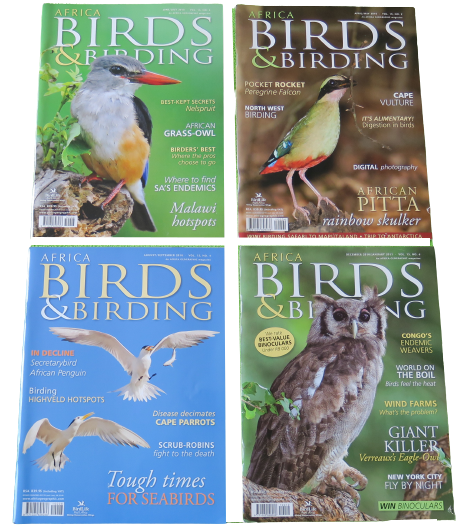 AFRICA
BIRDS
& BIRDING
BEST-KEPT SECRETS
Nelspruit
AFRICAN
GRASS-OWL
BIRDERS' BEST
Where the pros
choose to go
Where to find
SA'S ENDEMICS
Malawi
hotspots
AFRICA
BIRDS
& BIRDING
POCKET ROCKET
Peregrine Falcon
NORTH WEST
BIRDING
CAPE
VULTURE
IT'S ALIMENTARY!
Digestion in birds
DIGITAL photography
AFRICAN
PITTA
rainbow skulker
AFRICA
BIRDS
& BIRDING
IN DECLINE
Secretarybird
African Penguin
Birding
HIGHVELD HOTSPOTS
Disease decimates
CAPE PARROTS
SCRUB-ROBINS
fight to the death
Tough times
FOR SEABIRDS
AFRICA
BIRDS
& BIRDING
We rate
BEST-VALUE
BINOCULARS
CONGO'S
ENDEMIC
WEAVERS
WORLD ON
THE BOIL
Birds feel the heat
WIND FARMS
What's the problem?
GIANT
KILLER
Verreaux's Eagle-Owl
NEW YORK CITY
FLY BY NIGHT
WIN BINOCULARS